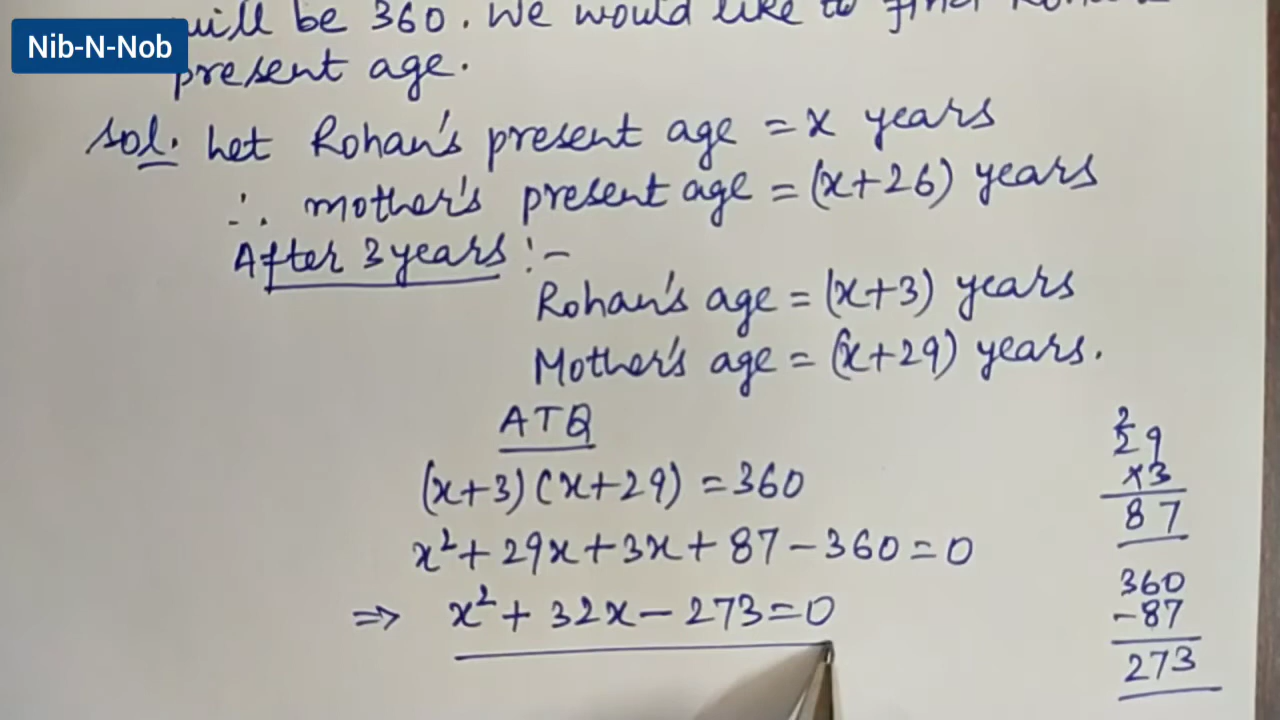 will be 360. We would like to find
Nib-N-Nob
present age.
Sol. Let Rohan's present age = x years
∴ mother's present age = (x+26) years
After 3 years :-
Rohan's age = (x+3) years
Mother's age = (x+29) years.
ATQ
(x+3)(x+29) = 360
x² + 29x + 3x + 87 - 360 = 0
⇒ x² + 32x - 273 = 0
2
29
×3
87
360
-87
273